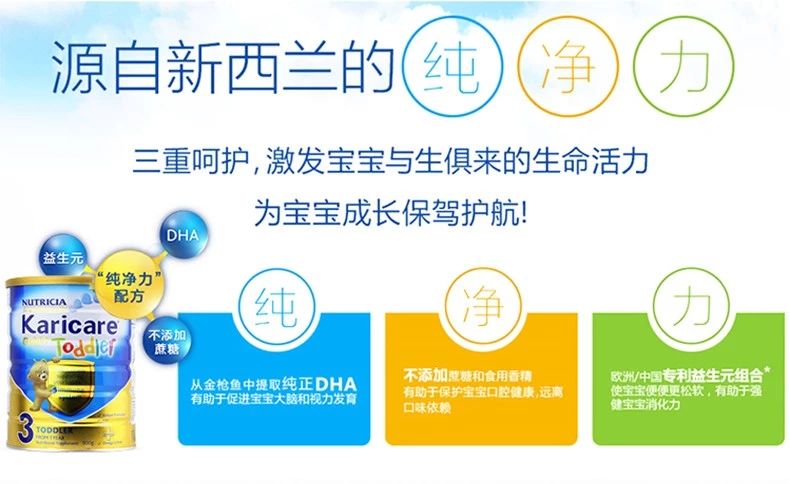 源自新西兰的纯净力
三重呵护,激发宝宝与生俱来的生命活力
为宝宝成长保驾护航!
DHA
益生元
“纯净力”
配方
不添加
蔗糖
NUTRICIA
Karicare
Toddler
3
TODDLER
FROM 1 YEAR
900g
纯
从金枪鱼中提取纯正DHA
有助于促进宝宝大脑和视力发育
净
不添加蔗糖和食用香精
有助于保护宝宝口腔健康,远离
口味依赖
力
欧洲/中国专利益生元组合*
使宝宝便便更松软,有助于强
健宝宝消化力